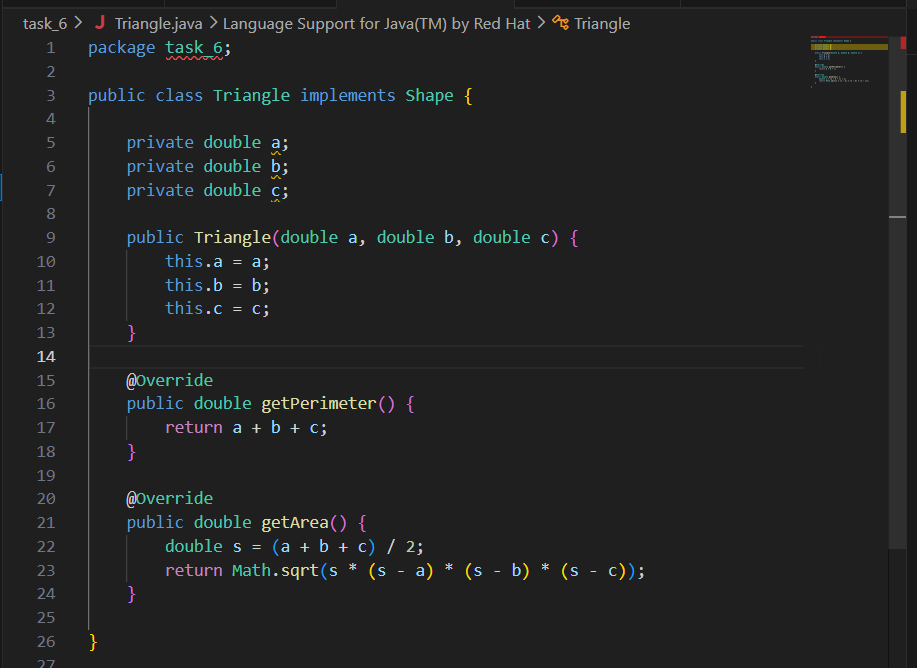 task_6 > J Triangle.java > Language Support for Java(TM) by Red Hat > Triangle
1 package task_6;
2
3 public class Triangle implements Shape {
4
5     private double a;
6     private double b;
7     private double c;
8
9     public Triangle(double a, double b, double c) {
10         this.a = a;
11         this.b = b;
12         this.c = c;
13     }
14
15     @Override
16     public double getPerimeter() {
17         return a + b + c;
18     }
19
20     @Override
21     public double getArea() {
22         double s = (a + b + c) / 2;
23         return Math.sqrt(s * (s - a) * (s - b) * (s - c));
24     }
25
26 }
27